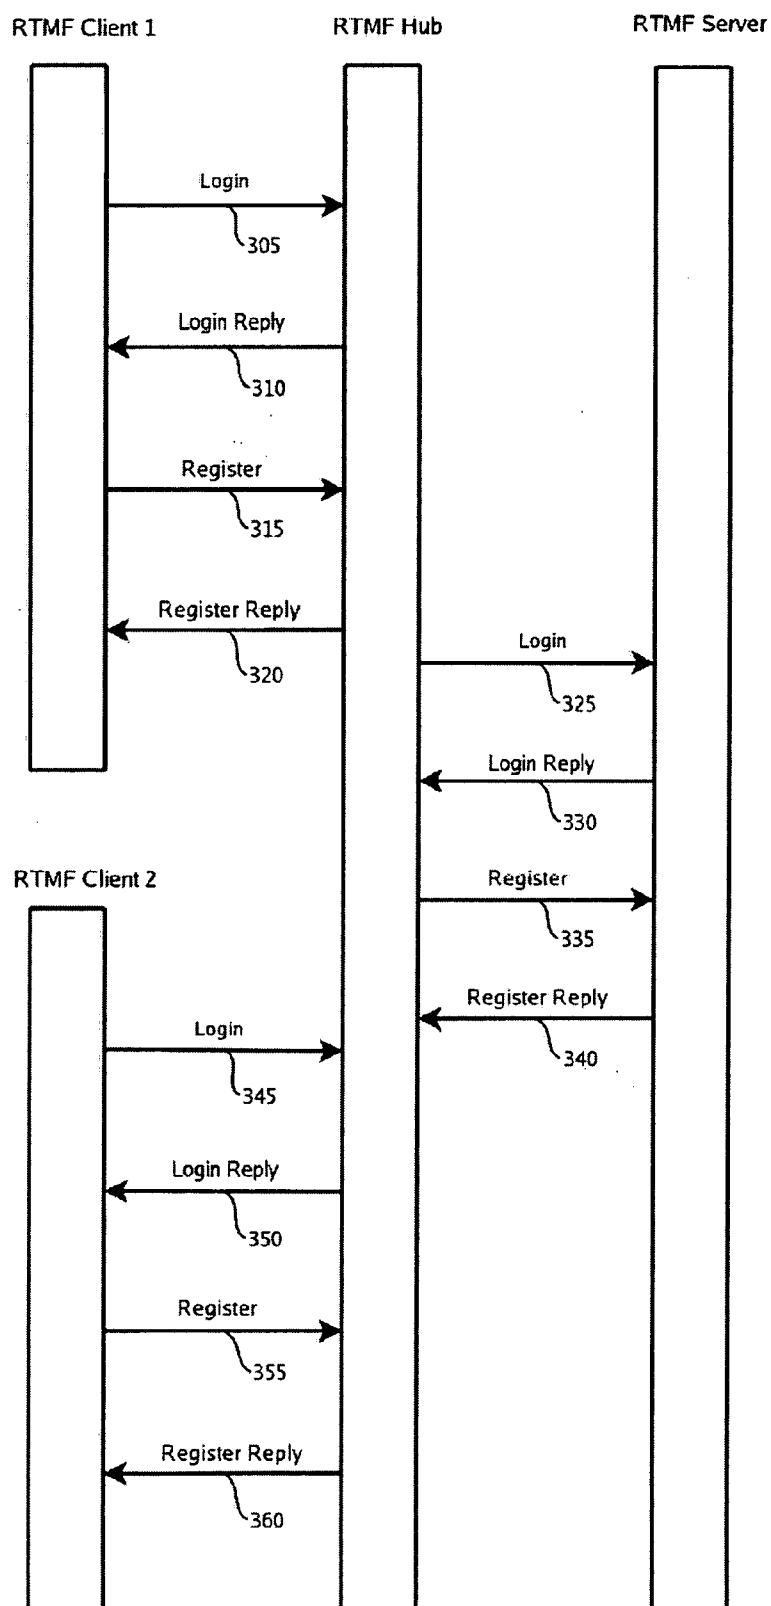 RTMF Client 1
RTMF Hub
RTMF Server
Login
305
Login Reply
310
Register
315
Register Reply
320
Login
325
Login Reply
330
RTMF Client 2
Register
335
Register Reply
340
Login
345
Login Reply
350
Register
355
Register Reply
360